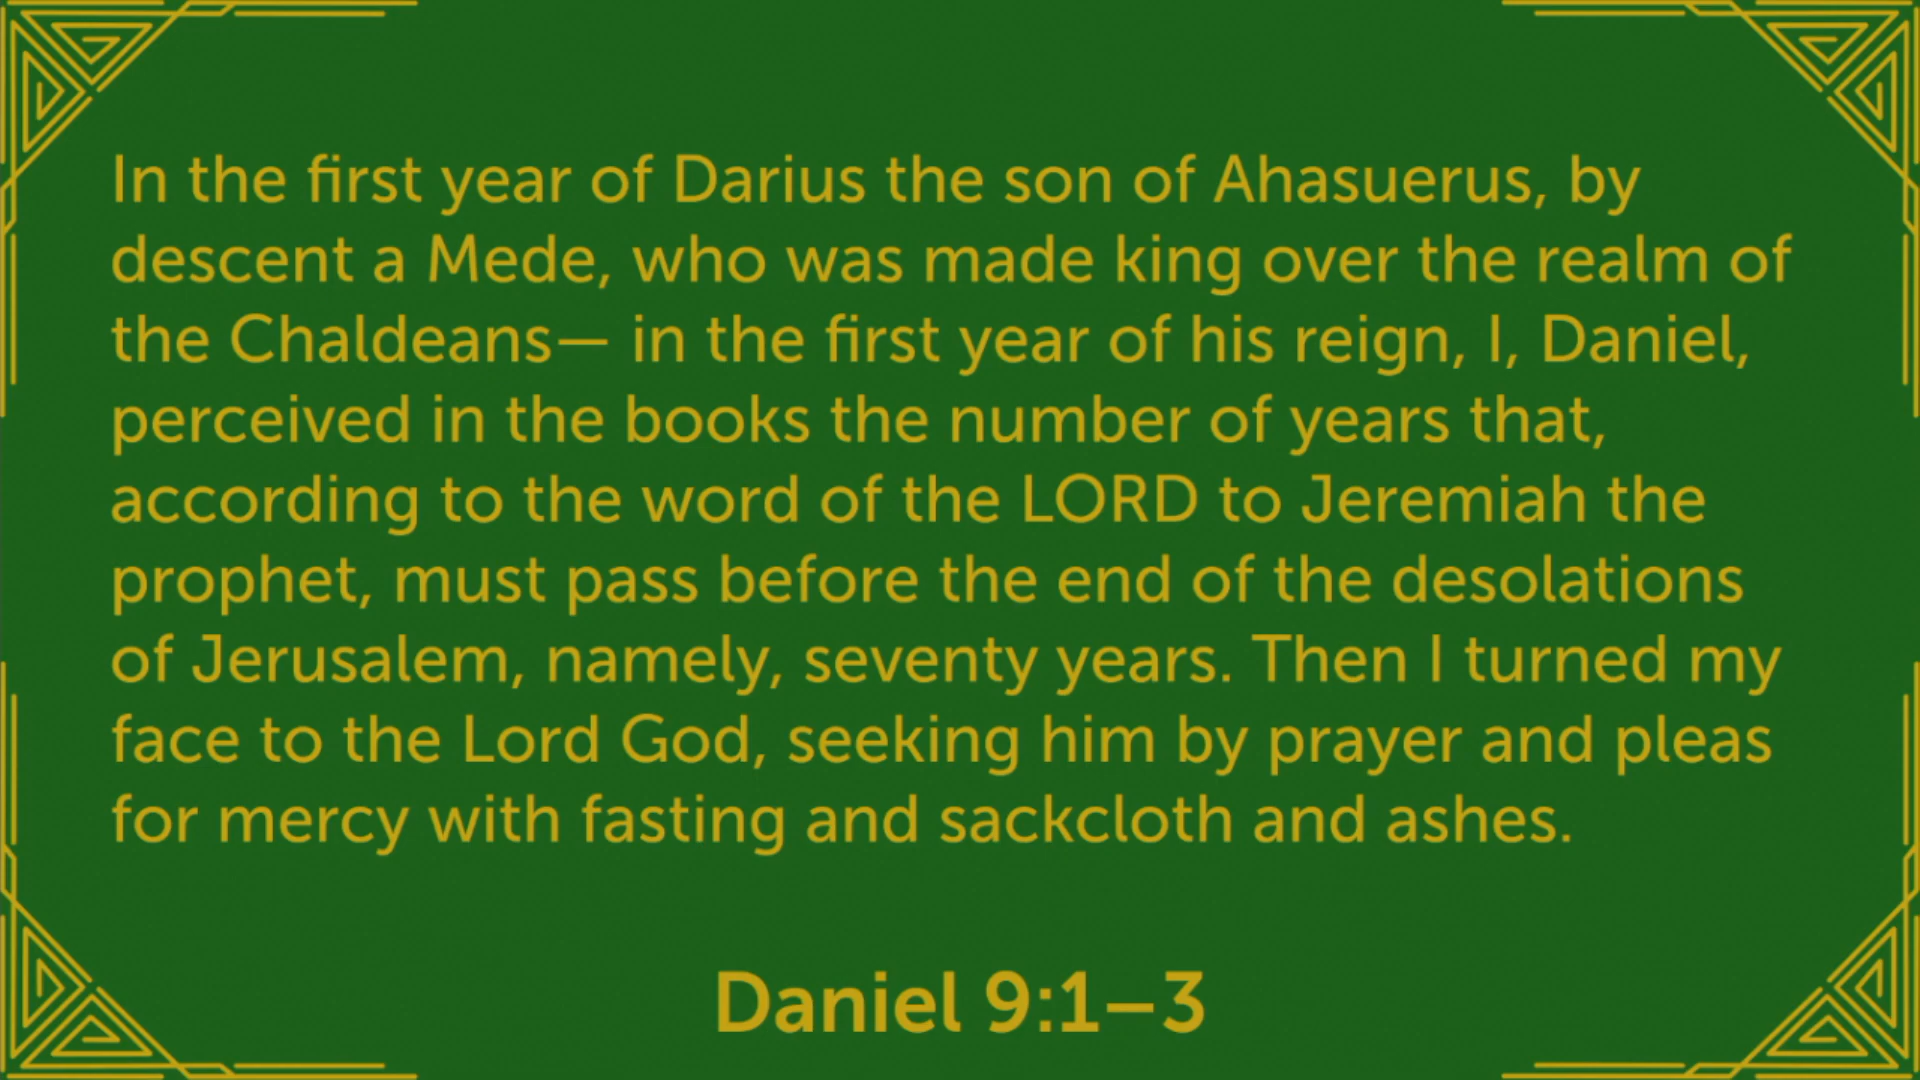 In the first year of Darius the son of Ahasuerus, by
descent a Mede, who was made king over the realm of
the Chaldeans— in the first year of his reign, I, Daniel,
perceived in the books the number of years that,
according to the word of the LORD to Jeremiah the
prophet, must pass before the end of the desolations
of Jerusalem, namely, seventy years. Then I turned my
face to the Lord God, seeking him by prayer and pleas
for mercy with fasting and sackcloth and ashes.
Daniel 9:1–3